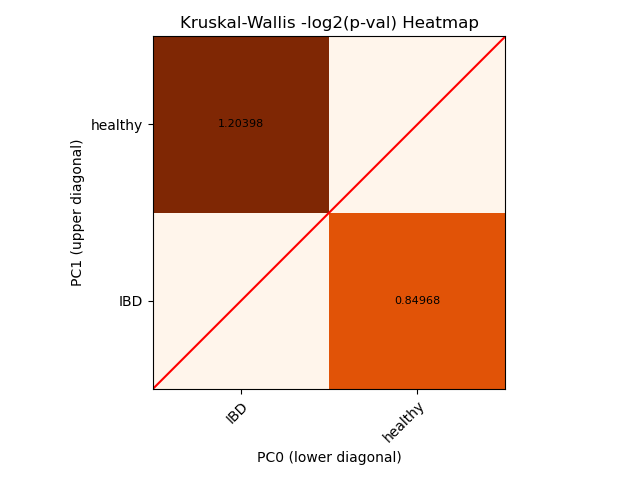 Kruskal-Wallis -log2(p-val) Heatmap
healthy
1.20398
PC1 (upper diagonal)
IBD
0.84968
IBD
healthy
PC0 (lower diagonal)